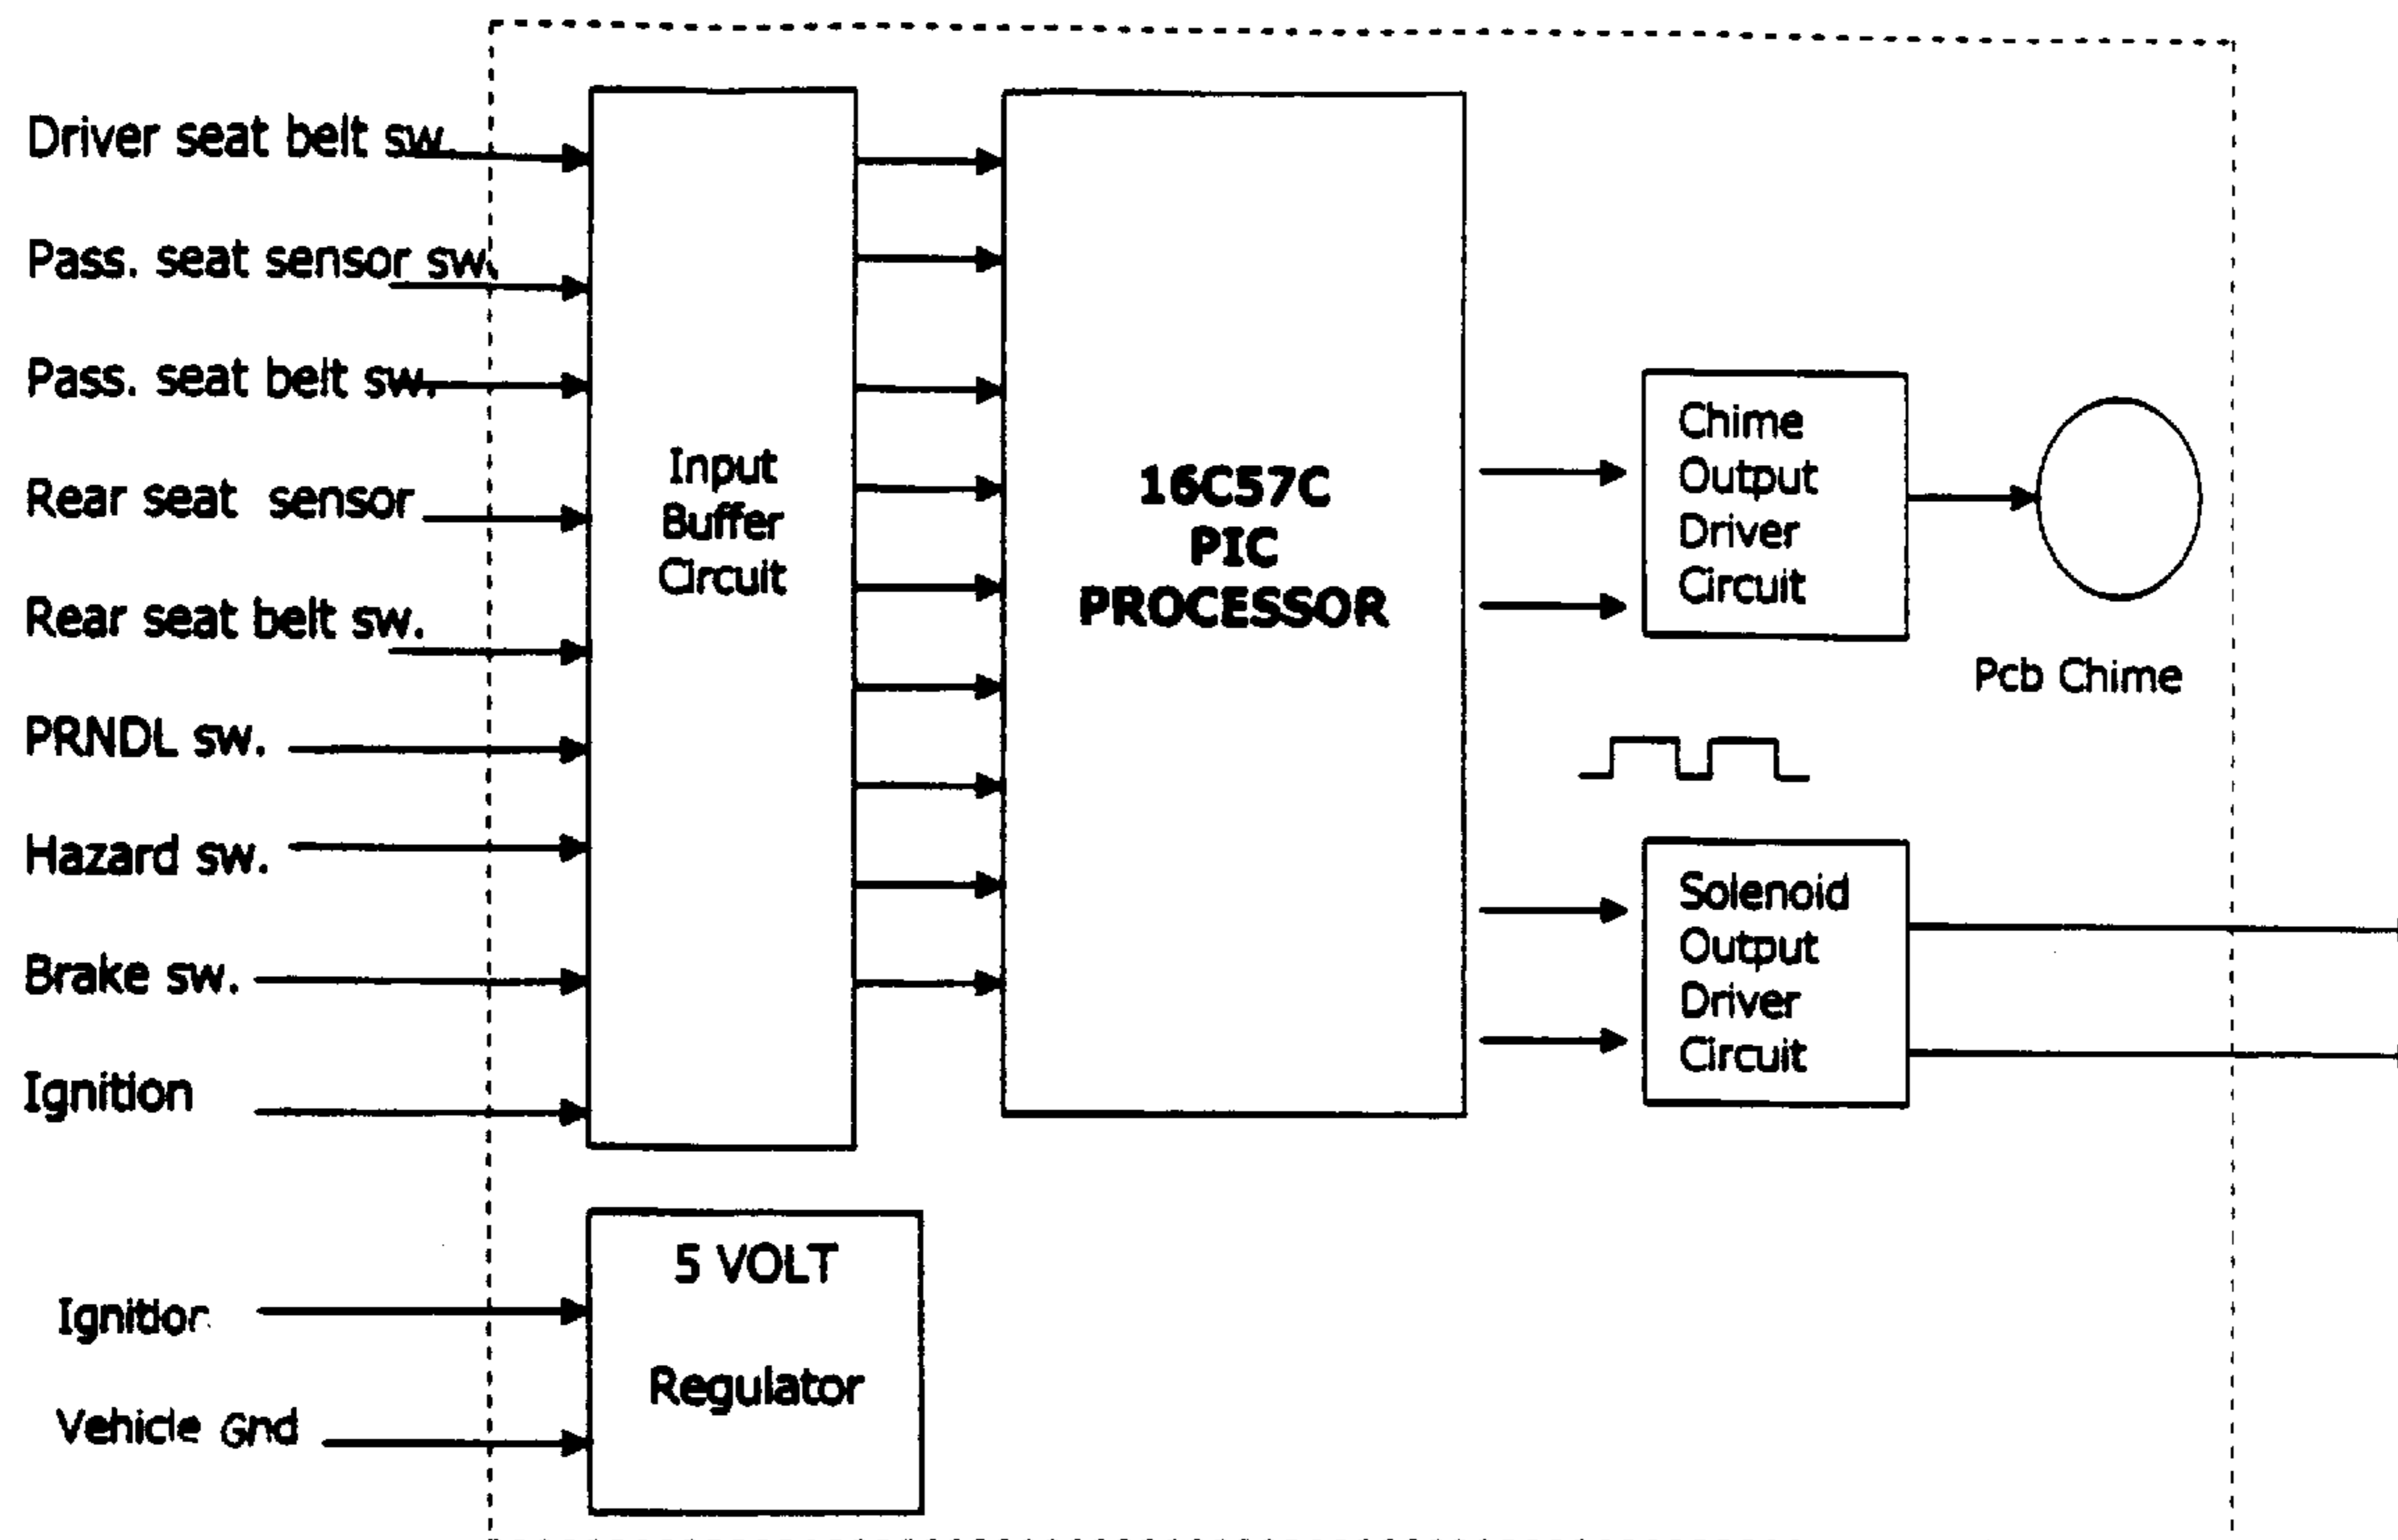 Driver seat belt sw.
Pass. seat sensor sw.
Pass. seat belt sw.
Rear seat sensor
Rear seat belt sw.
PRNDL sw.
Hazard sw.
Brake sw.
Ignition
Input
Buffer
Circuit
16C57C
PIC
PROCESSOR
Chime
Output
Driver
Circuit
Pcb Chime
Solenoid
Output
Driver
Circuit
5 VOLT
Regulator
Ignition
Vehicle Gnd